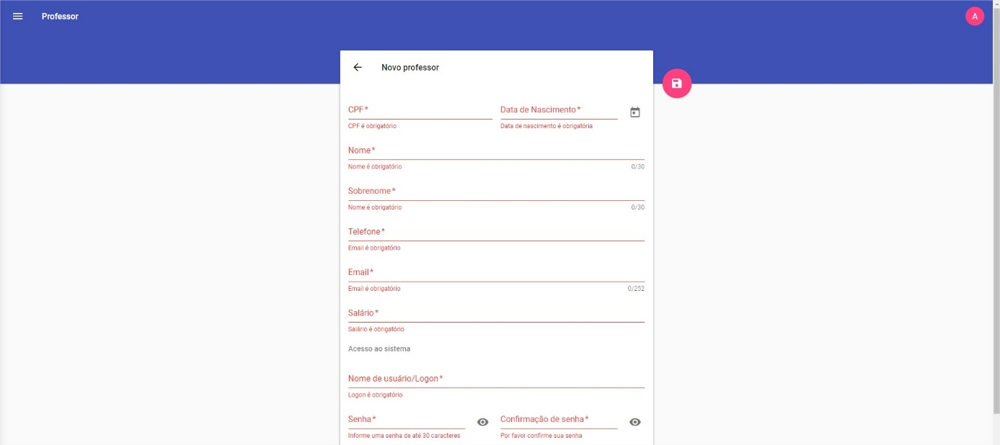 Professor
A
Novo professor
CPF* Data de Nascimento*
CPF é obrigatório Data de nascimento é obrigatória
Nome*
Nome é obrigatório 0/30
Sobrenome*
Nome é obrigatório 0/30
Telefone*
Email é obrigatório
Email*
Email é obrigatório 0/252
Salário*
Salário é obrigatório
Acesso ao sistema
Nome de usuário/Logon*
Logon é obrigatório
Senha* Confirmação de senha*
Informe uma senha de até 30 caracteres Por favor confirme sua senha